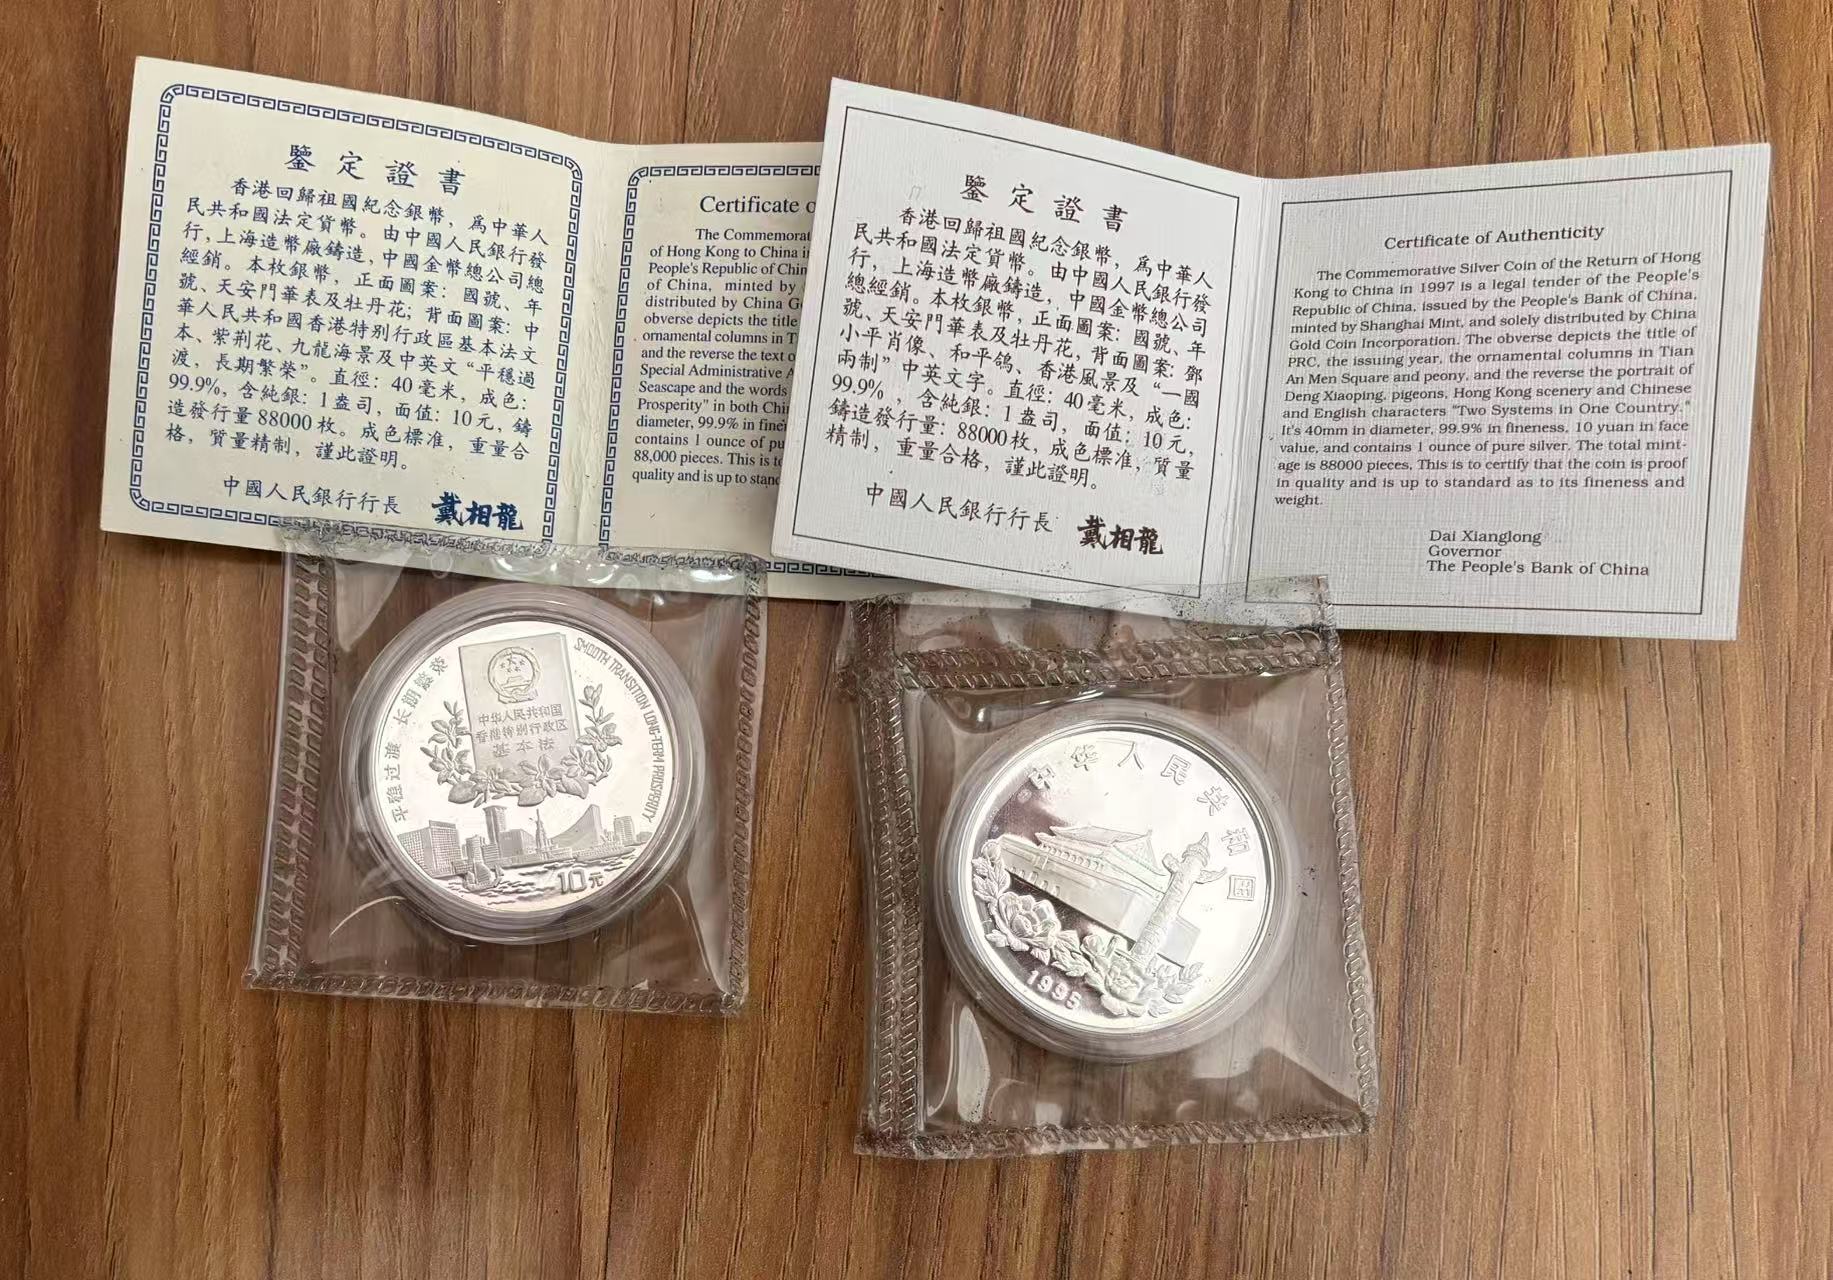 鑒定證書
香港回歸祖國紀念銀幣，爲中華人
民共和國法定貨幣。由中國人民銀行發
行，上海造幣廠鑄造，中國金幣總公司總
經銷。本枚銀幣，正面圖案：國號、年
號、天安門華表及牡丹花；背面圖案：中
華人民共和國香港特别行政區基本法文
本、紫荆花、九龍海景及中英文“平穩過
渡，長期繁榮”。直徑：40毫米，成色：
99.9%，含純銀：1盎司，面值：10元，鑄
造發行量88000枚。成色標准，重量合
格，質量精制，謹此證明。
中國人民銀行行長 戴相龍
Certificate o
The Commemorat
of Hong Kong to China i
People's Republic of Chin
of China, minted by
distributed by China G
obverse depicts the title
ornamental columns in T
and the reverse the text o
Special Administrative
Seascape and the words
Prosperity" in both Chi
diameter, 99.9% in fine
contains 1 ounce of pu
88,000 pieces. This is to
quality and is up to stan
鑒定證書
香港回歸祖國紀念銀幣，爲中華人
民共和國法定貨幣。由中國人民銀行發
行，上海造幣廠鑄造，中國金幣總公司
總經銷。本枚銀幣，正面圖案：國號、年
號、天安門華表及牡丹花，背面圖案：鄧
小平肖像、和平鴿、香港風景及“一國
兩制”中英文字。直徑：40毫米，成色：
99.9%，含純銀：1盎司，面值：10元，
鑄造發行量：88000枚，成色標准，質量
精制，重量合格，謹此證明。
中國人民銀行行長 戴相龍
Certificate of Authenticity
The Commemorative Silver Coin of the Return of Hong
Kong to China in 1997 is a legal tender of the People's
Republic of China, issued by the People's Bank of China,
minted by Shanghai Mint, and solely distributed by China
Gold Coin Incorporation. The obverse depicts the title of
PRC, the issuing year, the ornamental columns in Tian
An Men Square and peony, and the reverse the portrait of
Deng Xiaoping, pigeons, Hong Kong scenery and Chinese
and English characters "Two Systems in One Country."
It's 40mm in diameter, 99.9% in fineness, 10 yuan in face
value, and contains 1 ounce of pure silver. The total mint-
age is 88000 pieces. This is to certify that the coin is proof
in quality and is up to standard as to its fineness and
weight.
Dai Xianglong
Governor
The People's Bank of China
平稳过渡 长期繁荣
SMOOTH TRANSITION LONG-TERM PROSPERITY
中华人民共和国
香港特别行政区
基本法
10元
中华人民共和国
1995